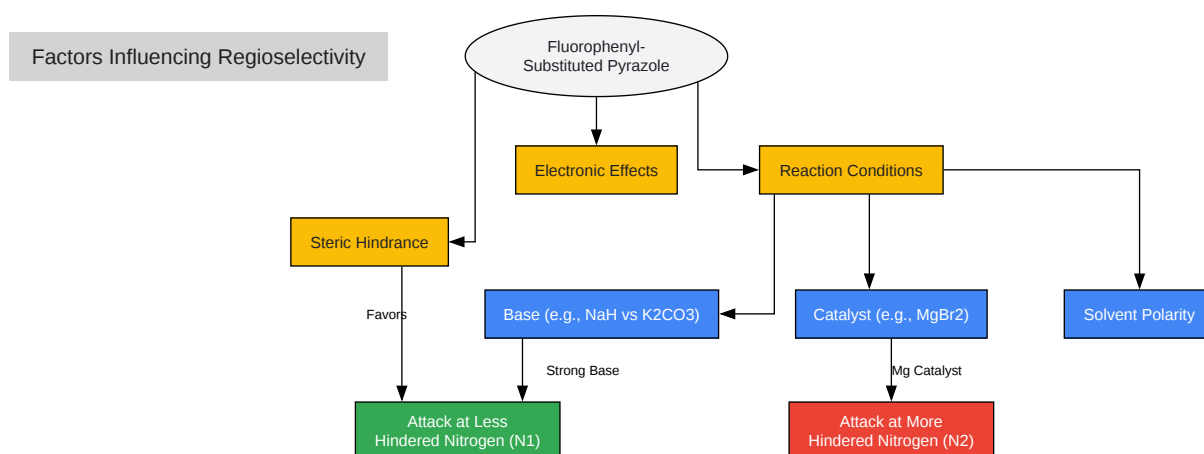 Factors Influencing Regioselectivity
Fluorophenyl-
Substituted Pyrazole
Electronic Effects
Reaction Conditions
Steric Hindrance
Favors
Base (e.g., NaH vs K2CO3)
Catalyst (e.g., MgBr2)
Solvent Polarity
Strong Base
Mg Catalyst
Attack at Less
Hindered Nitrogen (N1)
Attack at More
Hindered Nitrogen (N2)